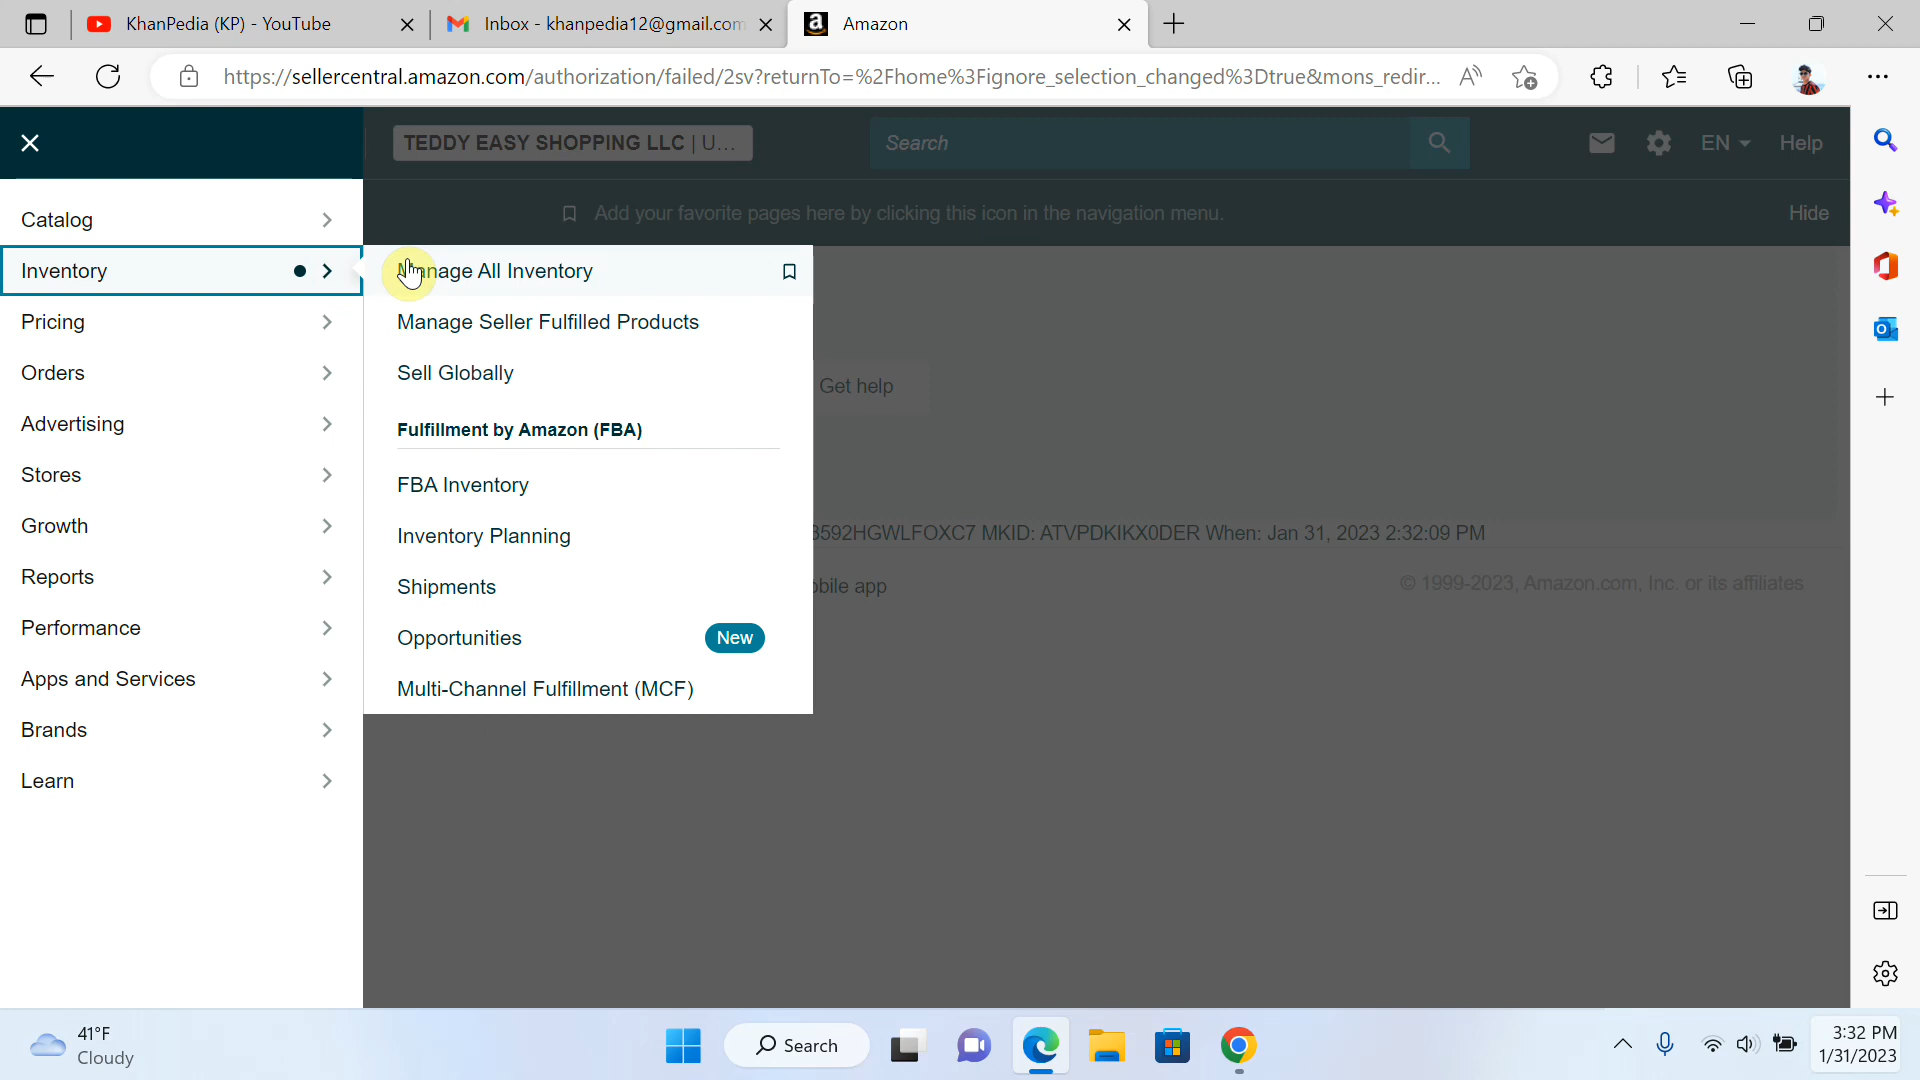 KhanPedia (KP) - YouTube
Inbox - khanpedia12@gmail.com
Amazon
https://sellercentral.amazon.com/authorization/failed/2sv?returnTo=%2Fhome%3Fignore_selection_changed%3Dtrue&mons_redir...
TEDDY EASY SHOPPING LLC | U...
Search
EN
Help
Add your favorite pages here by clicking this icon in the navigation menu.
Hide
Catalog
Inventory
Pricing
Orders
Advertising
Stores
Growth
Reports
Performance
Apps and Services
Brands
Learn
Manage All Inventory
Manage Seller Fulfilled Products
Sell Globally
Fulfillment by Amazon (FBA)
FBA Inventory
Inventory Planning
Shipments
Opportunities New
Multi-Channel Fulfillment (MCF)
Get help
3592HGWLFOXC7 MKID: ATVPDKIKX0DER When: Jan 31, 2023 2:32:09 PM
obile app
© 1999-2023, Amazon.com, Inc. or its affiliates
41°F
Cloudy
Search
3:32 PM
1/31/2023